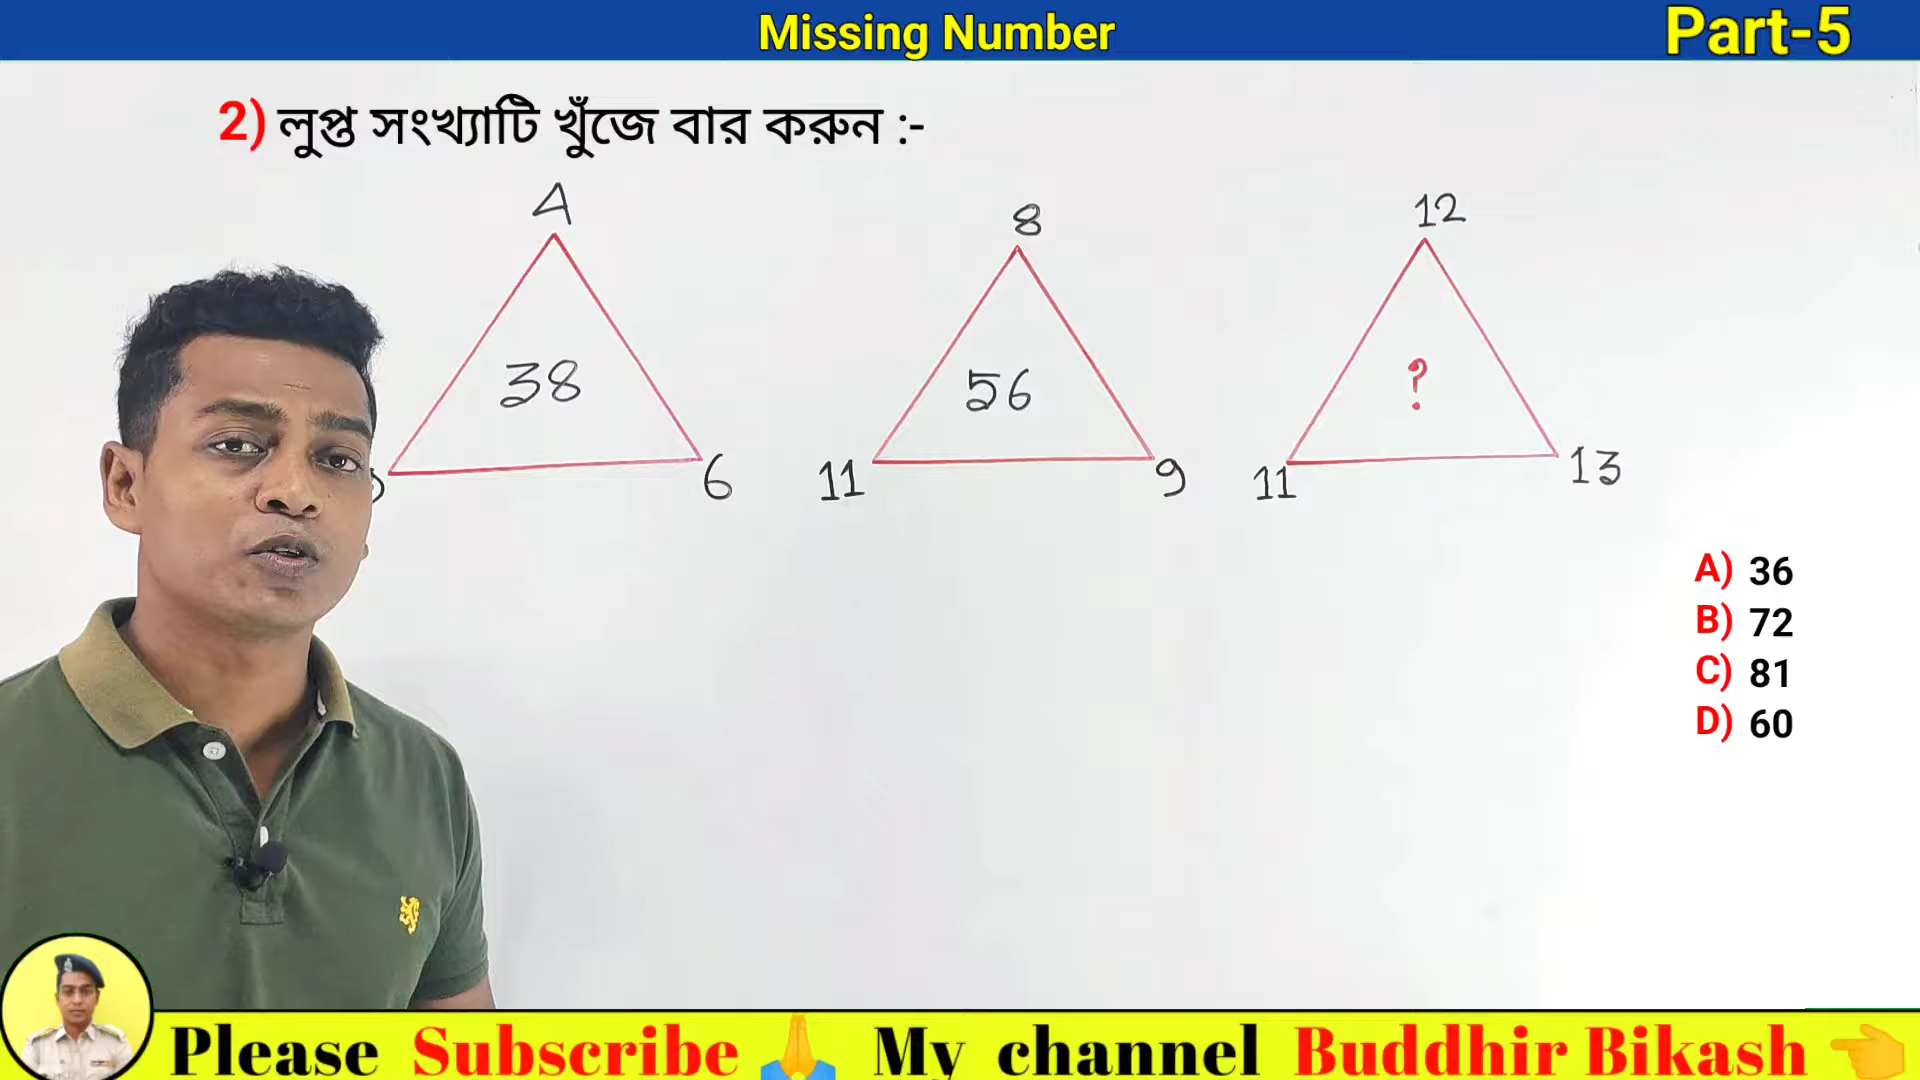 Missing Number
Part-5
2) লুপ্ত সংখ্যাটি খুঁজে বার করুন :-
4
8
12
38
56
?
6
11
9
11
13
A) 36
B) 72
C) 81
D) 60
Please Subscribe 🙏 My channel Buddhir Bikash 👈